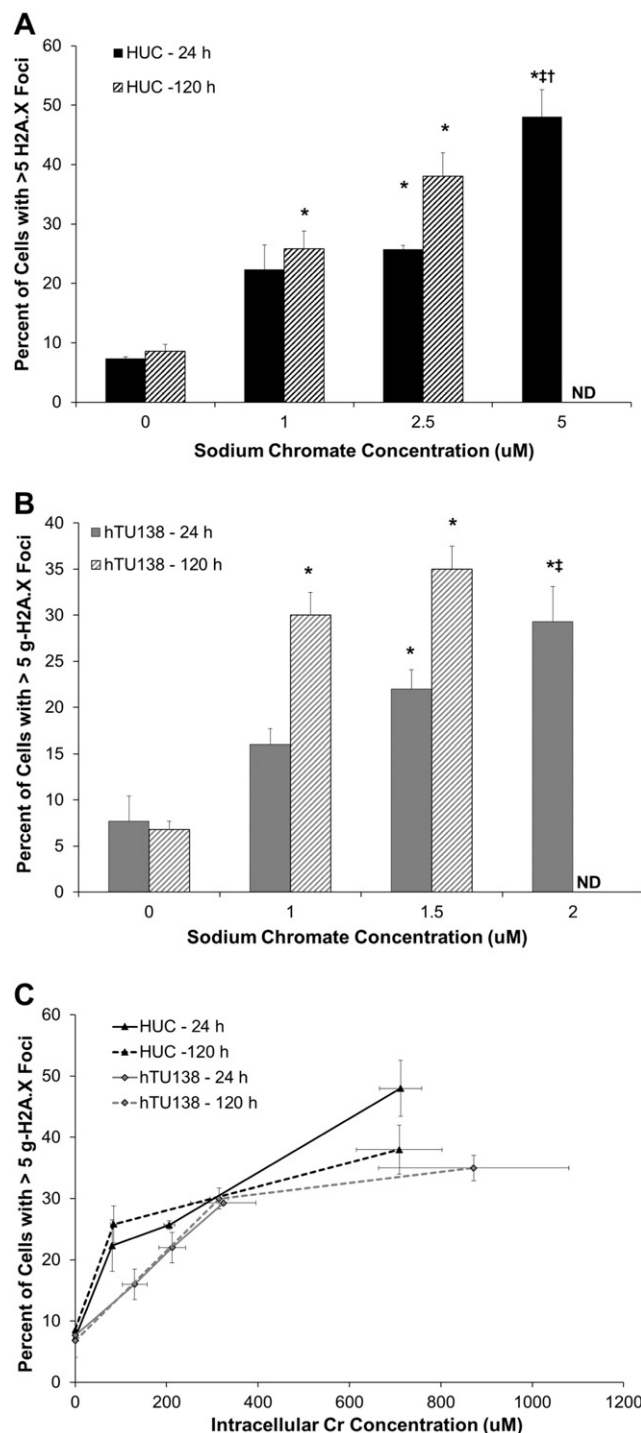 A
Percent of Cells with >5 H2A.X Foci
60
50
40
30
20
10
0
HUC - 24 h
HUC -120 h
*
*
*
*‡†
ND
0 1 2.5 5
Sodium Chromate Concentration (uM)
B
Percent of Cells with > 5 g-H2A.X Foci
40
35
30
25
20
15
10
5
0
hTU138 - 24 h
hTU138 - 120 h
*
*
*
*‡
ND
0 1 1.5 2
Sodium Chromate Concentration (uM)
C
Percent of Cells with > 5 g-H2A.X Foci
60
50
40
30
20
10
0
HUC - 24 h
HUC -120 h
hTU138 - 24 h
hTU138 - 120 h
0 200 400 600 800 1000 1200
Intracellular Cr Concentration (uM)